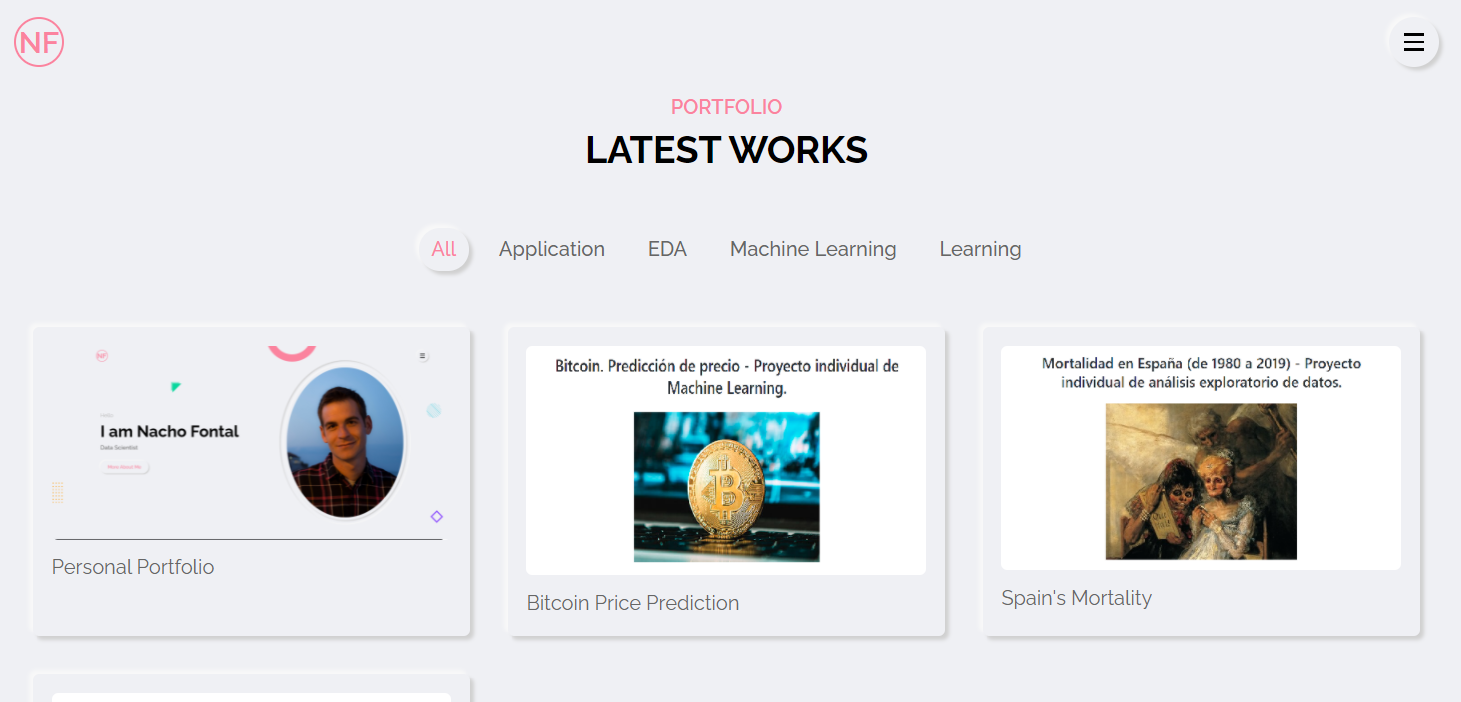 NF
PORTFOLIO
LATEST WORKS
All
Application
EDA
Machine Learning
Learning
NF
HELLO
I am Nacho Fontal
Data Scientist
More About Me
Personal Portfolio
Bitcoin. Predicción de precio - Proyecto individual de
Machine Learning.
Bitcoin Price Prediction
Mortalidad en España (de 1980 a 2019) - Proyecto
individual de análisis exploratorio de datos.
Spain's Mortality